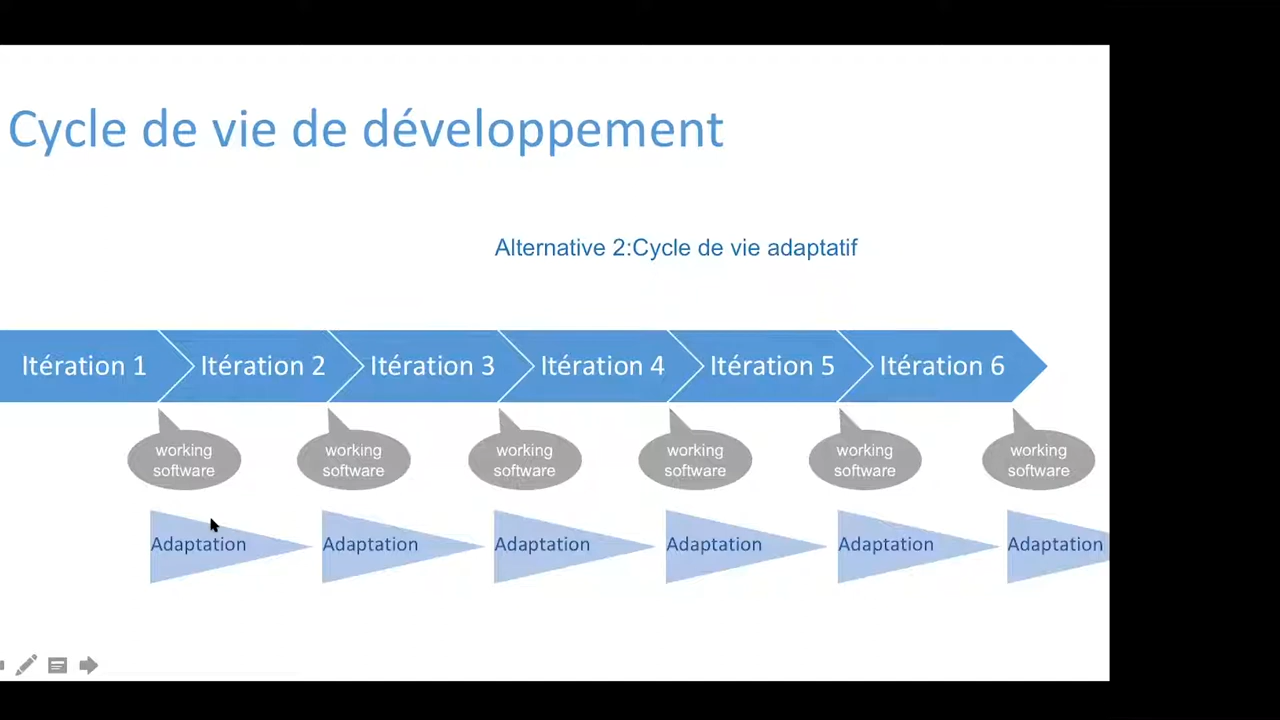 Cycle de vie de développement
Alternative 2:Cycle de vie adaptatif
Itération 1
Itération 2
Itération 3
Itération 4
Itération 5
Itération 6
working
software
working
software
working
software
working
software
working
software
working
software
Adaptation
Adaptation
Adaptation
Adaptation
Adaptation
Adaptation